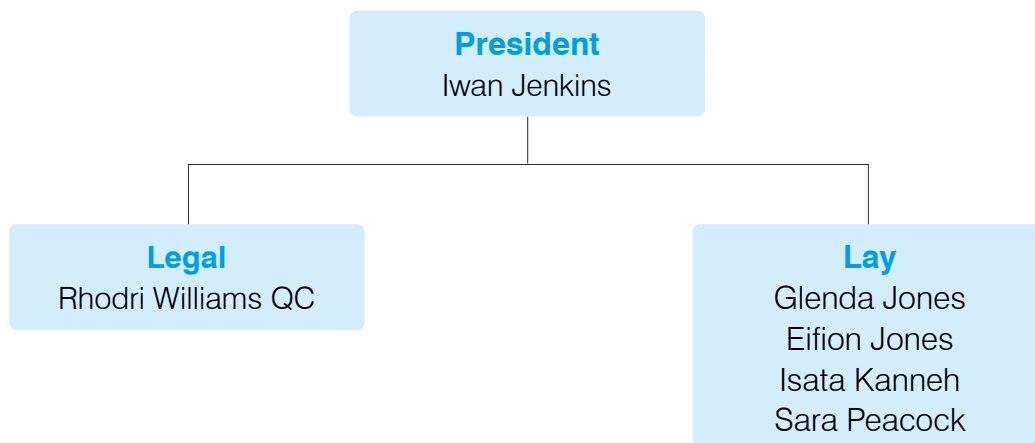 President
Iwan Jenkins
Legal
Rhodri Williams QC
Lay
Glenda Jones
Eifion Jones
Isata Kanneh
Sara Peacock